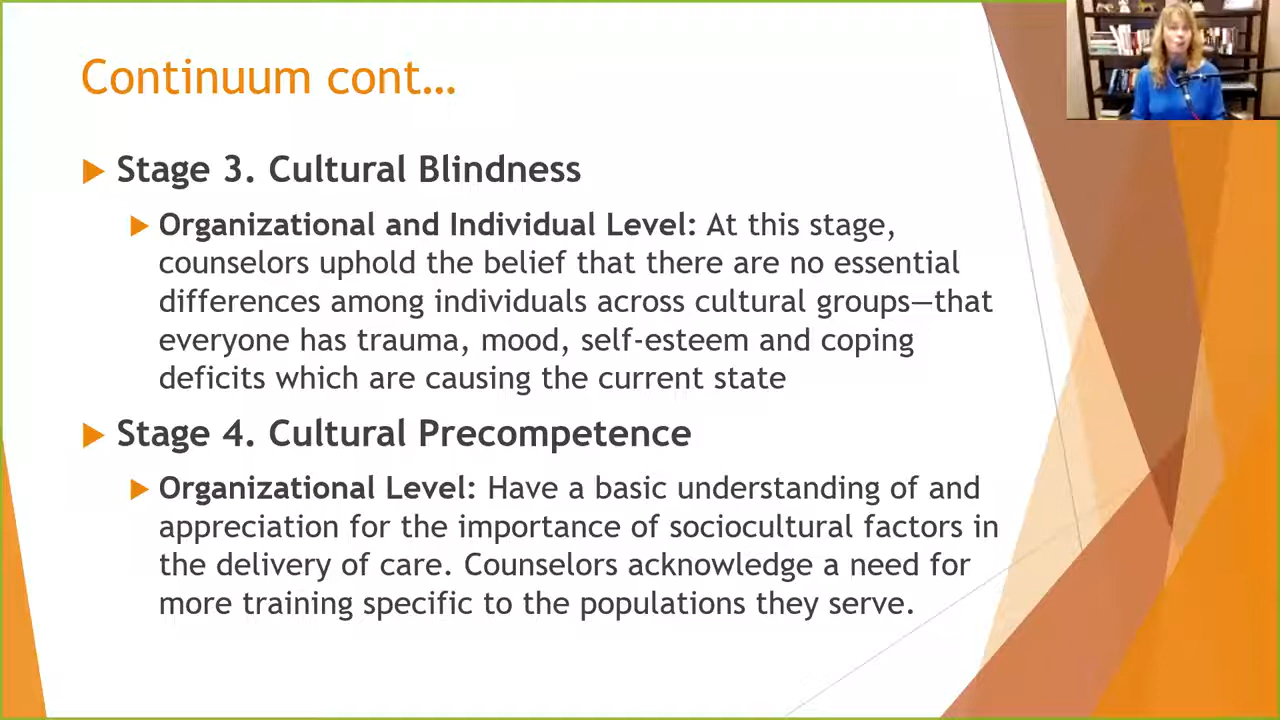 Continuum cont…
Stage 3. Cultural Blindness
Organizational and Individual Level: At this stage,
counselors uphold the belief that there are no essential
differences among individuals across cultural groups—that
everyone has trauma, mood, self-esteem and coping
deficits which are causing the current state
Stage 4. Cultural Precompetence
Organizational Level: Have a basic understanding of and
appreciation for the importance of sociocultural factors in
the delivery of care. Counselors acknowledge a need for
more training specific to the populations they serve.